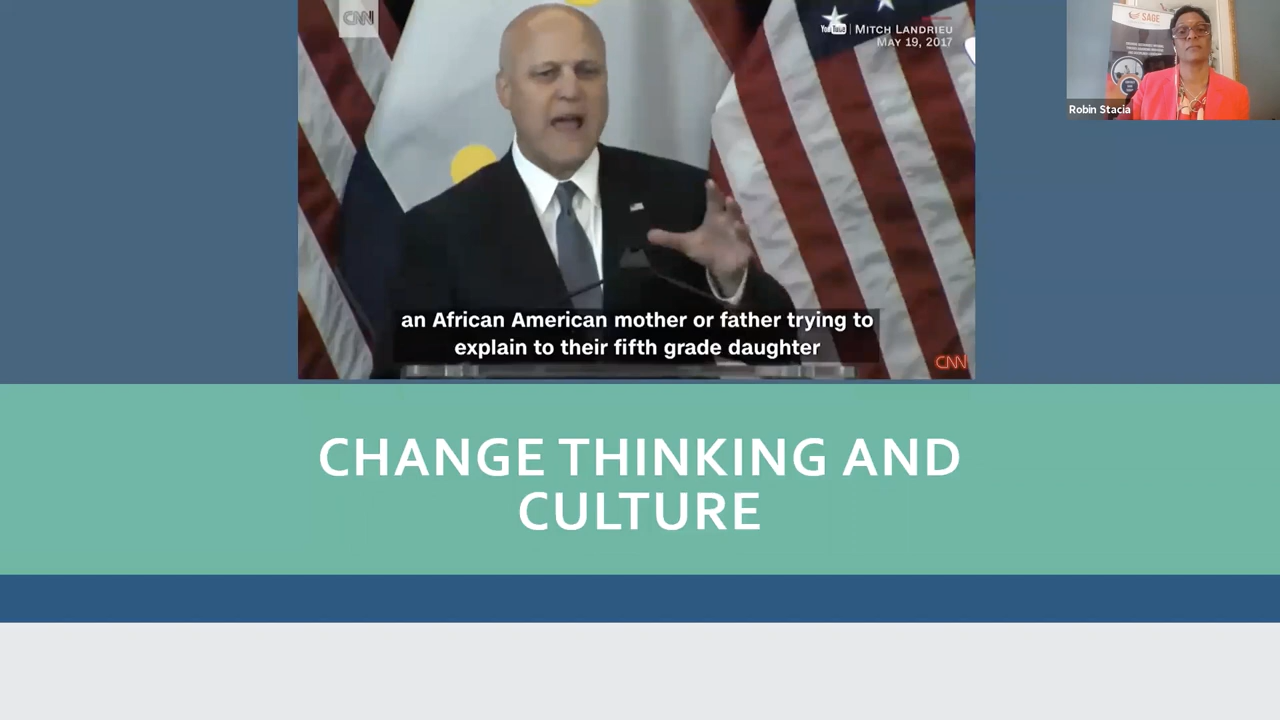 CNN
YouTube | MITCH LANDRIEU
MAY 19, 2017
SAGE
Robin Stacia
an African American mother or father trying to
explain to their fifth grade daughter
CNN
CHANGE THINKING AND
CULTURE